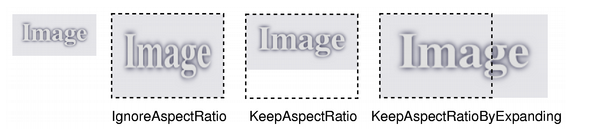 Image
Image
Image
Image
IgnoreAspectRatio
KeepAspectRatio
KeepAspectRatioByExpanding